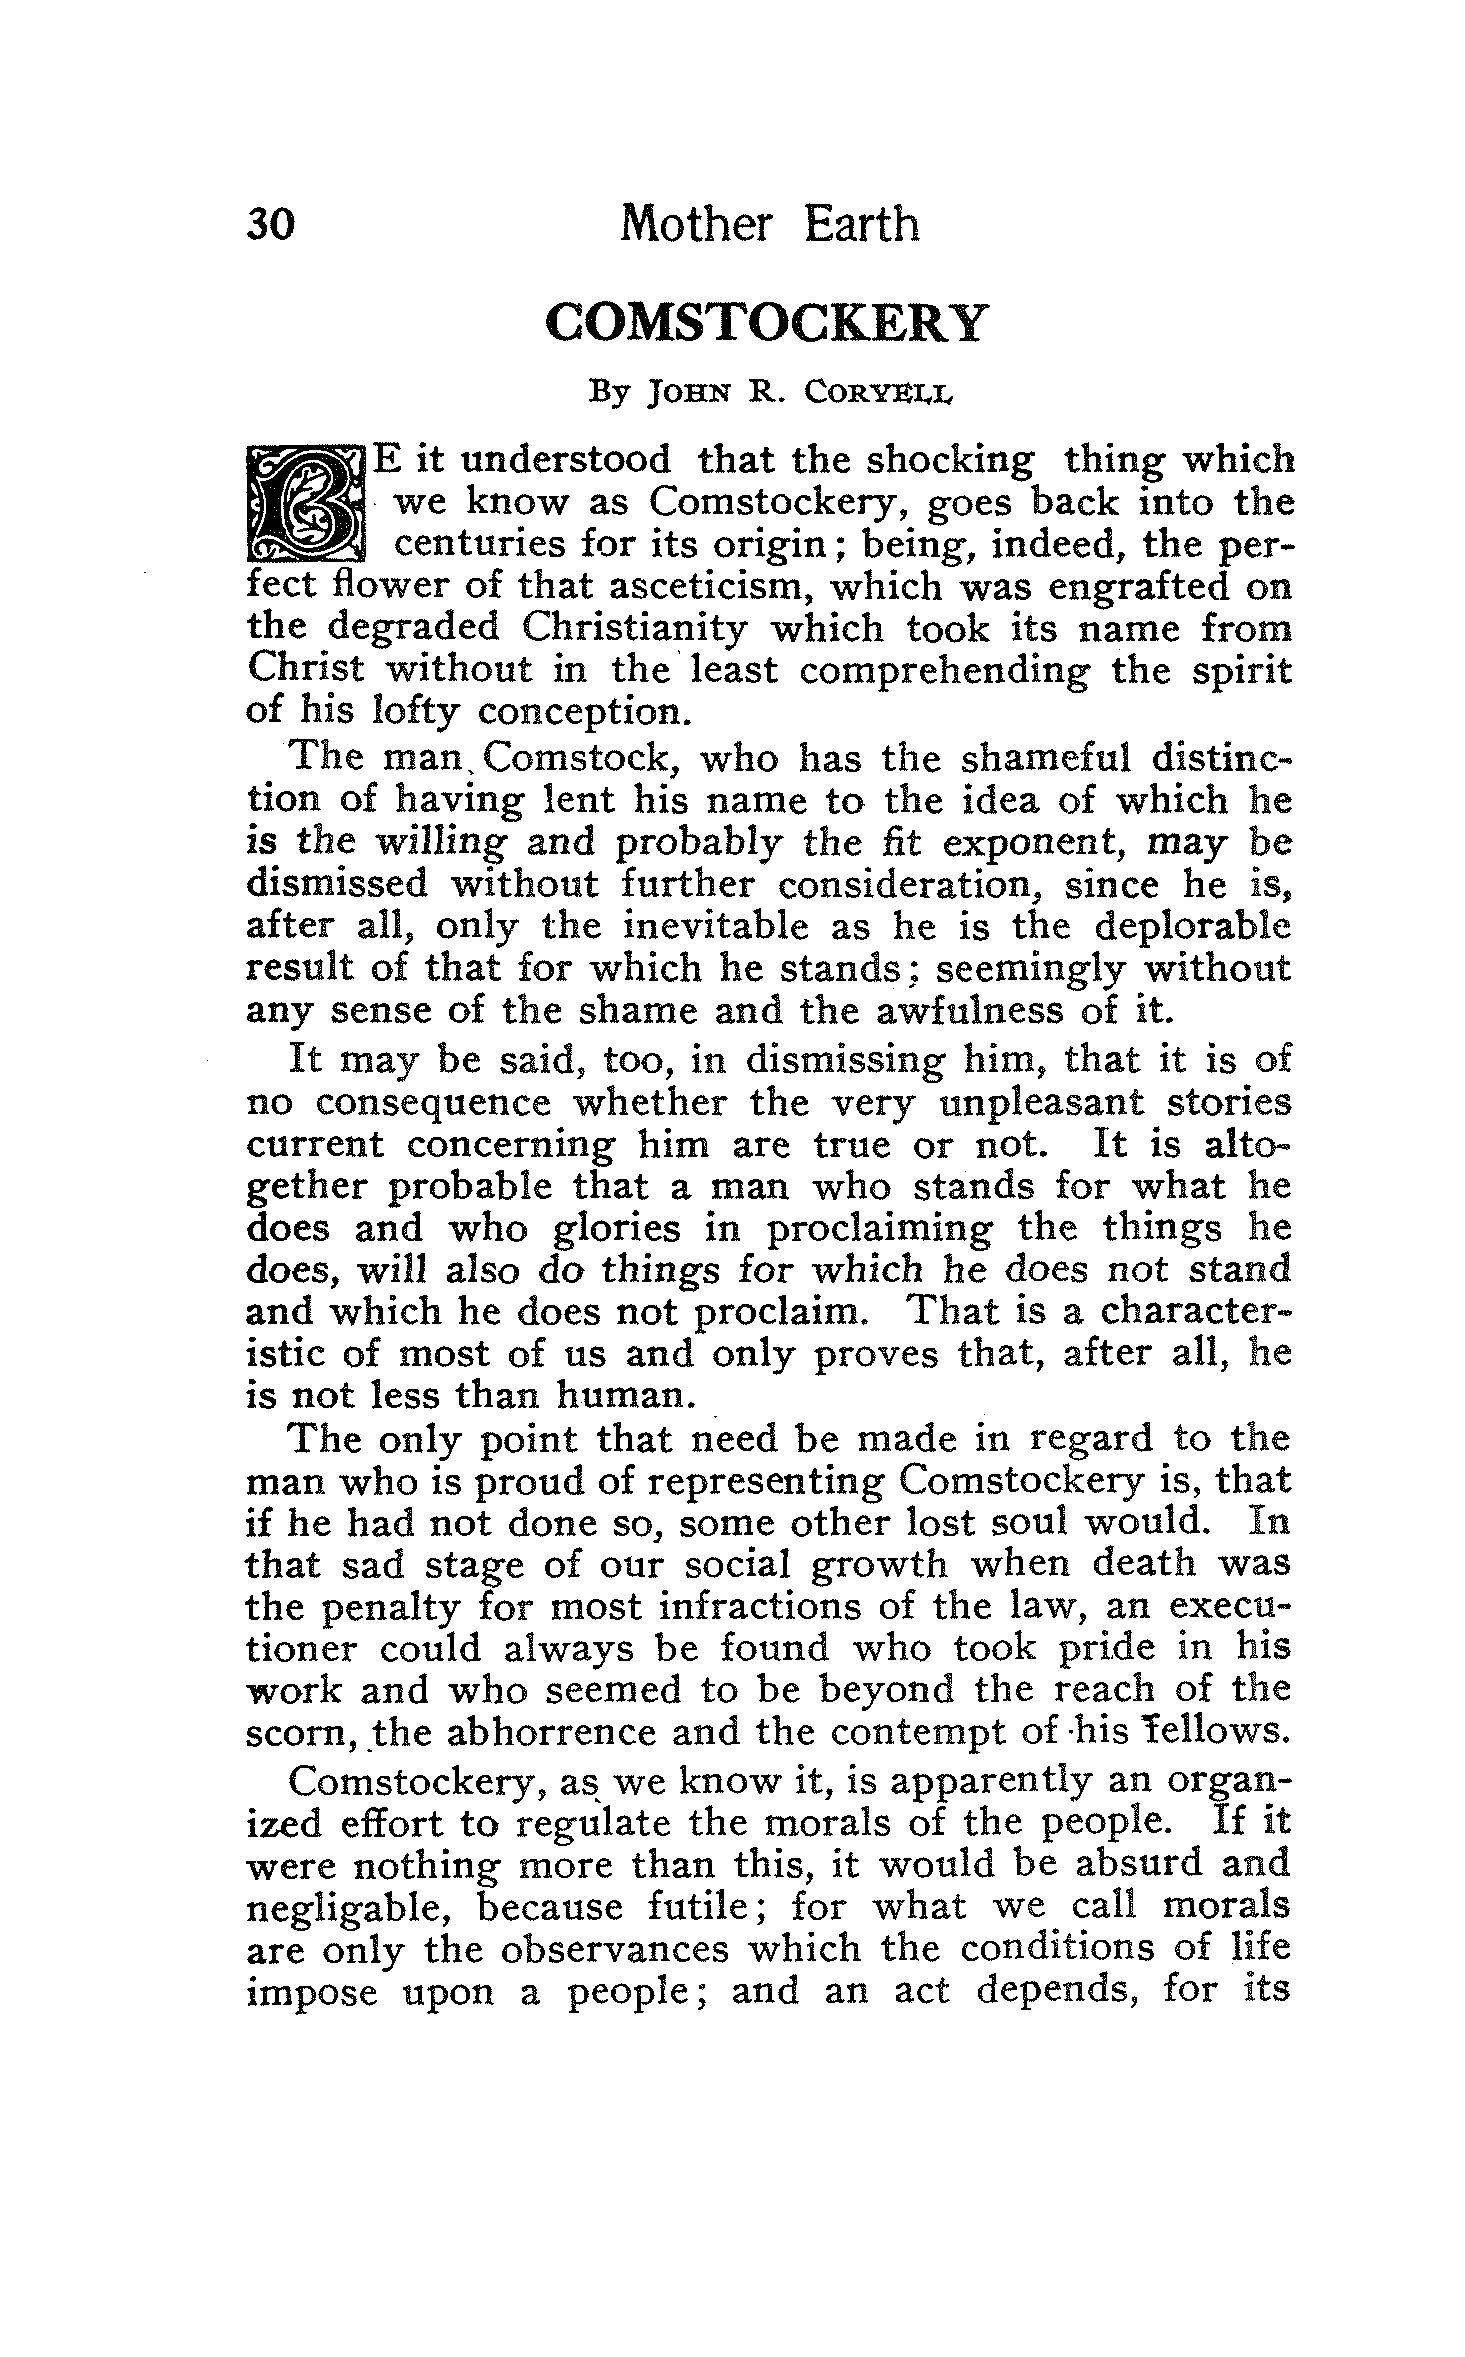 30 Mother Earth
COMSTOCKERY
By John R. Coryell
BE it understood that the shocking thing which
we know as Comstockery, goes back into the
centuries for its origin; being, indeed, the per-
fect flower of that asceticism, which was engrafted on
the degraded Christianity which took its name from
Christ without in the least comprehending the spirit
of his lofty conception.
The man Comstock, who has the shameful distinc-
tion of having lent his name to the idea of which he
is the willing and probably the fit exponent, may be
dismissed without further consideration, since he is,
after all, only the inevitable as he is the deplorable
result of that for which he stands; seemingly without
any sense of the shame and the awfulness of it.
It may be said, too, in dismissing him, that it is of
no consequence whether the very unpleasant stories
current concerning him are true or not. It is alto-
gether probable that a man who stands for what he
does and who glories in proclaiming the things he
does, will also do things for which he does not stand
and which he does not proclaim. That is a character-
istic of most of us and only proves that, after all, he
is not less than human.
The only point that need be made in regard to the
man who is proud of representing Comstockery is, that
if he had not done so, some other lost soul would. In
that sad stage of our social growth when death was
the penalty for most infractions of the law, an execu-
tioner could always be found who took pride in his
work and who seemed to be beyond the reach of the
scorn, the abhorrence and the contempt of his fellows.
Comstockery, as we know it, is apparently an organ-
ized effort to regulate the morals of the people. If it
were nothing more than this, it would be absurd and
negligable, because futile; for what we call morals
are only the observances which the conditions of life
impose upon a people; and an act depends, for its